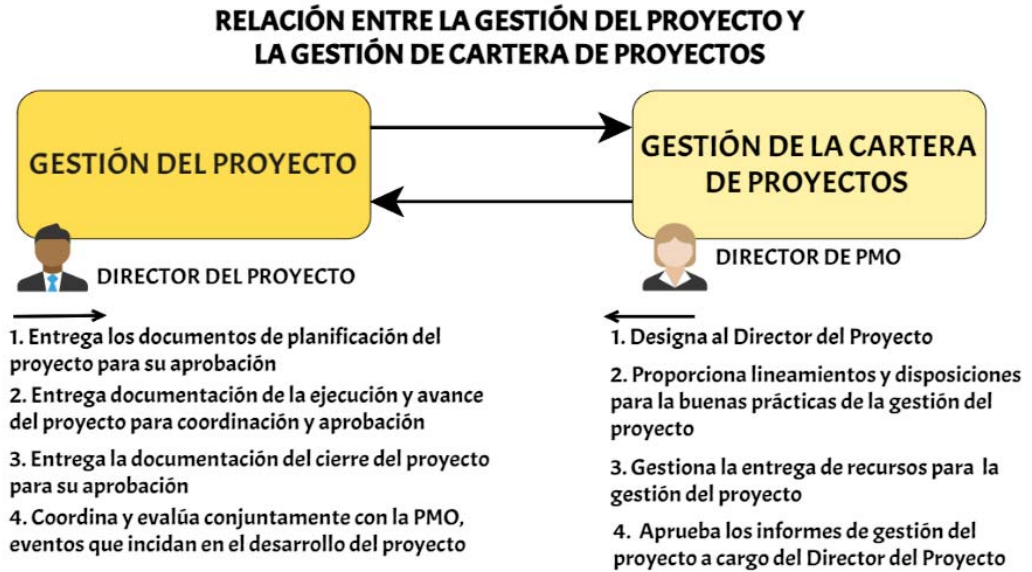 RELACIÓN ENTRE LA GESTIÓN DEL PROYECTO Y
LA GESTIÓN DE CARTERA DE PROYECTOS
GESTIÓN DEL PROYECTO
GESTIÓN DE LA CARTERA
DE PROYECTOS
DIRECTOR DEL PROYECTO
DIRECTOR DE PMO
1. Entrega los documentos de planificación del
proyecto para su aprobación
2. Entrega documentación de la ejecución y avance
del proyecto para coordinación y aprobación
3. Entrega la documentación del cierre del proyecto
para su aprobación
4. Coordina y evalúa conjuntamente con la PMO,
eventos que incidan en el desarrollo del proyecto
1. Designa al Director del Proyecto
2. Proporciona lineamientos y disposiciones
para la buenas prácticas de la gestión del
proyecto
3. Gestiona la entrega de recursos para la
gestión del proyecto
4. Aprueba los informes de gestión del
proyecto a cargo del Director del Proyecto